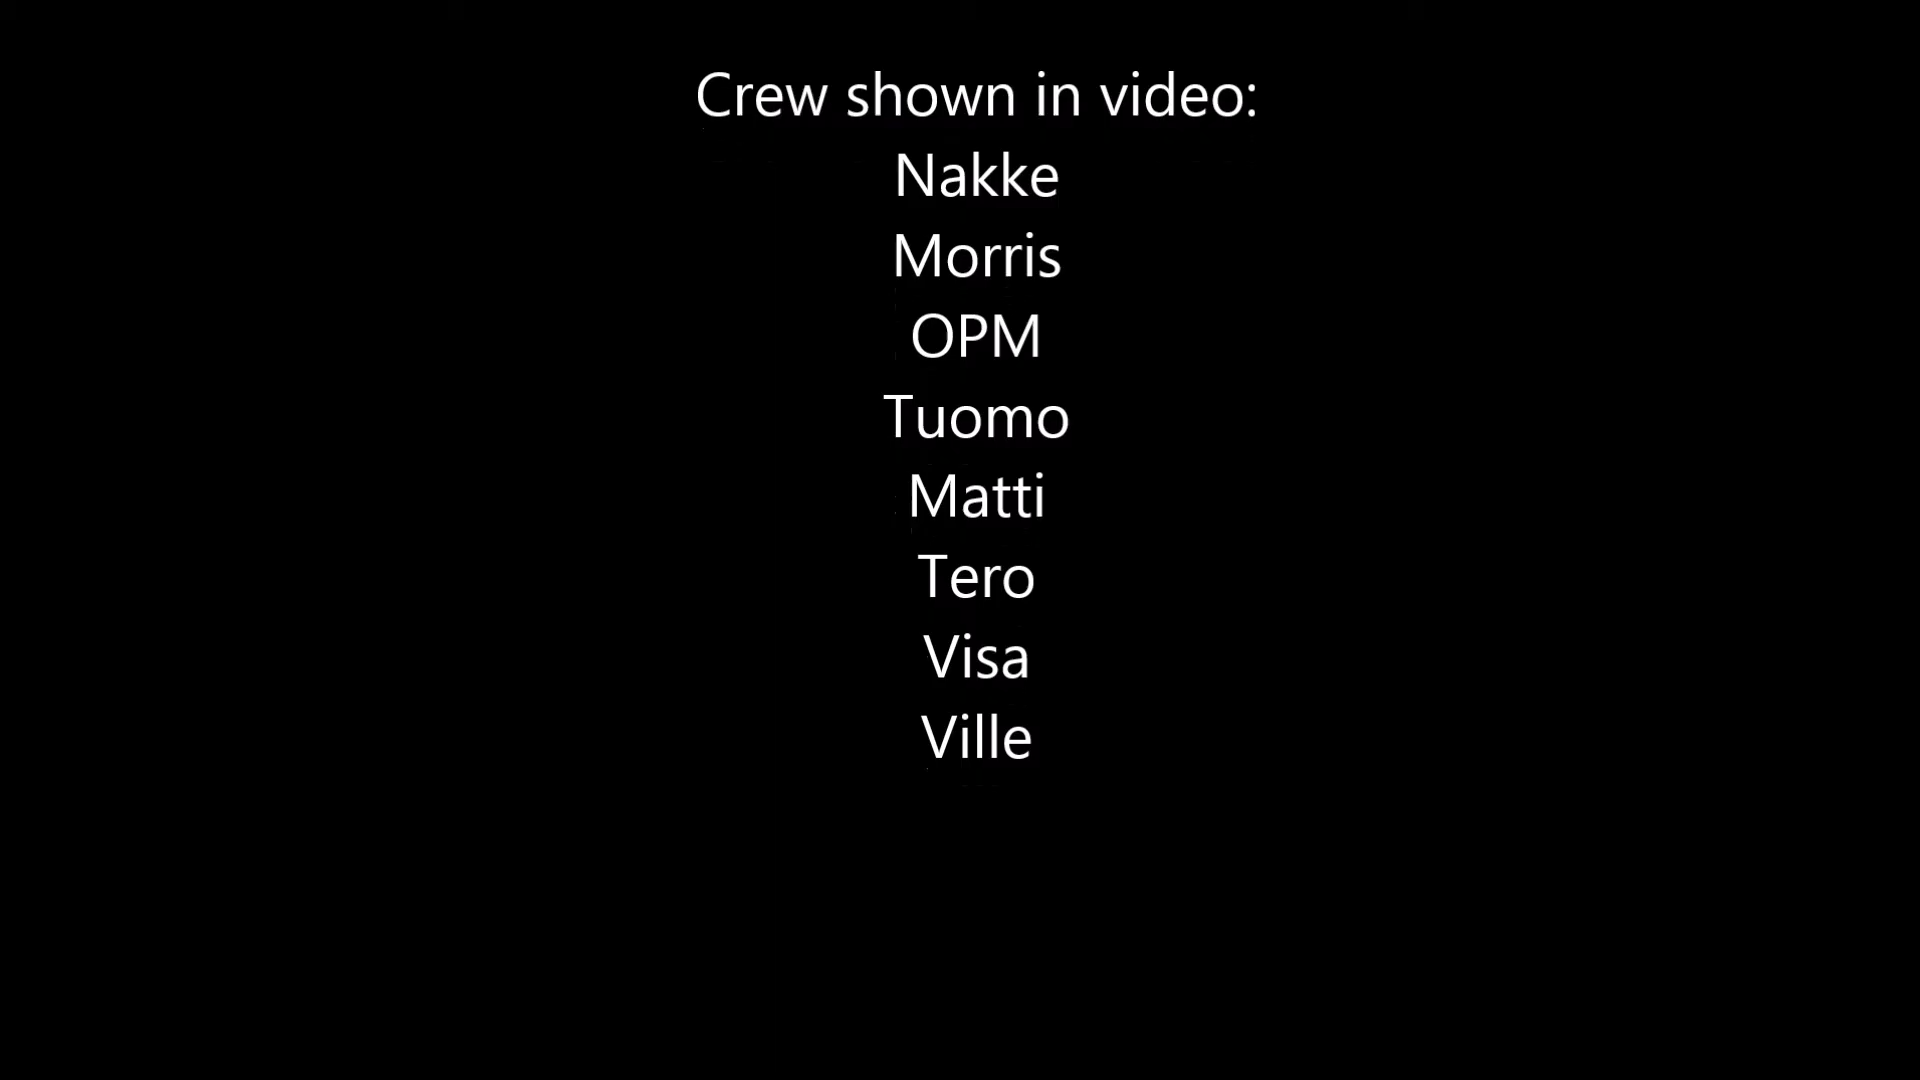 Crew shown in video:
Nakke
Morris
OPM
Tuomo
Matti
Tero
Visa
Ville